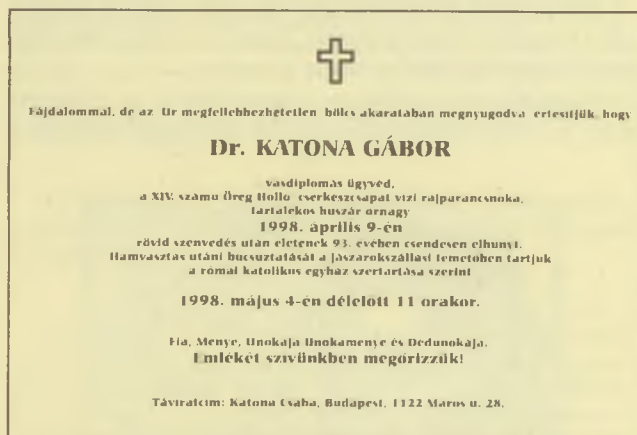 Fájdalommal, de az Úr megfellebbezhetetlen bölcs akaratában megnyugodva értesítjük, hogy
Dr. KATONA GÁBOR
vasdiplomás ügyvéd,
a XIV. számú Öreg Holló cserkészcsapat vízi rajparancsnoka,
tartalékos huszár őrnagy
1998. április 9-én
rövid szenvedés után életének 93. évében csendesen elhunyt.
Hamvasztás utáni búcsúztatását a jászárokszállási temetőben tartjuk
a római katolikus egyház szertartása szerint
1998. május 4-én délelőtt 11 órakor.
Fia, Menye, Unokája Unokamenye és Dédunokája.
Emlékét szívünkben megőrizzük!
Táviratcím: Katona Csaba, Budapest, 1122 Maros u. 28.